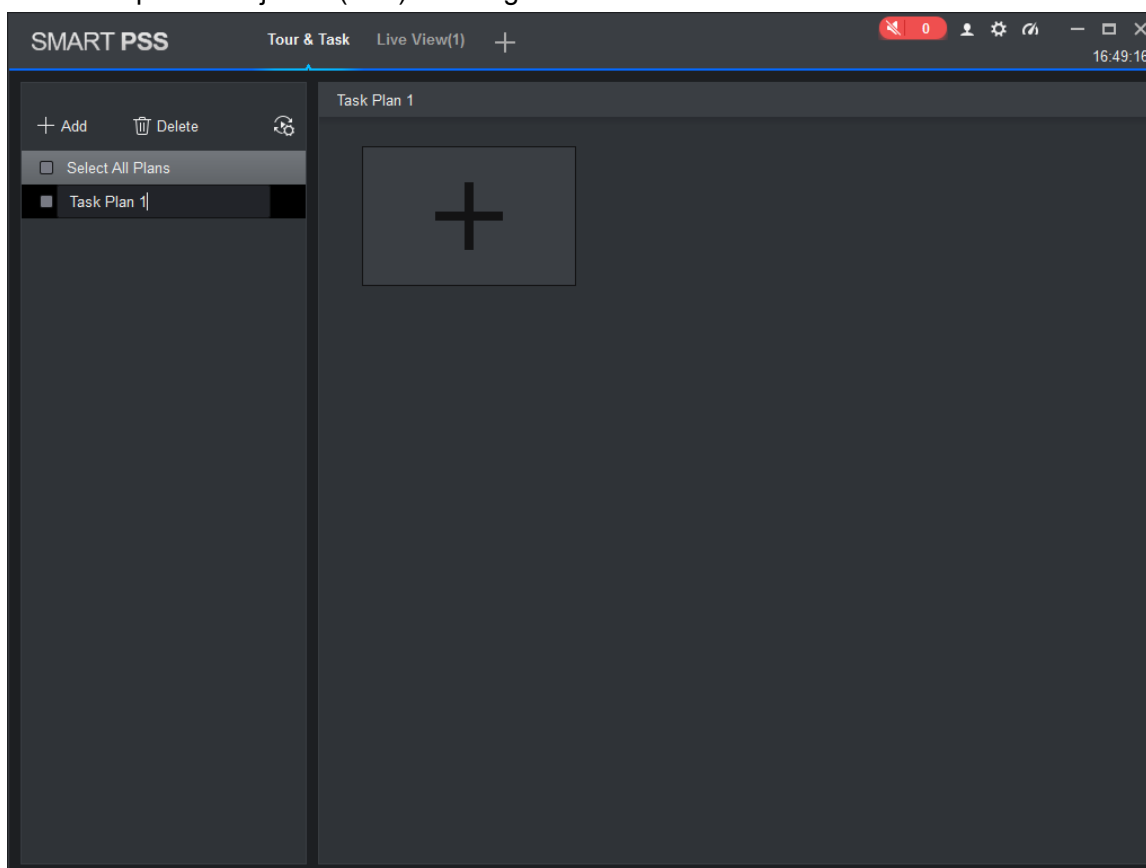 SMART PSS
Tour & Task
Live View(1)
0
16:49:16
Add
Delete
Select All Plans
Task Plan 1
Task Plan 1